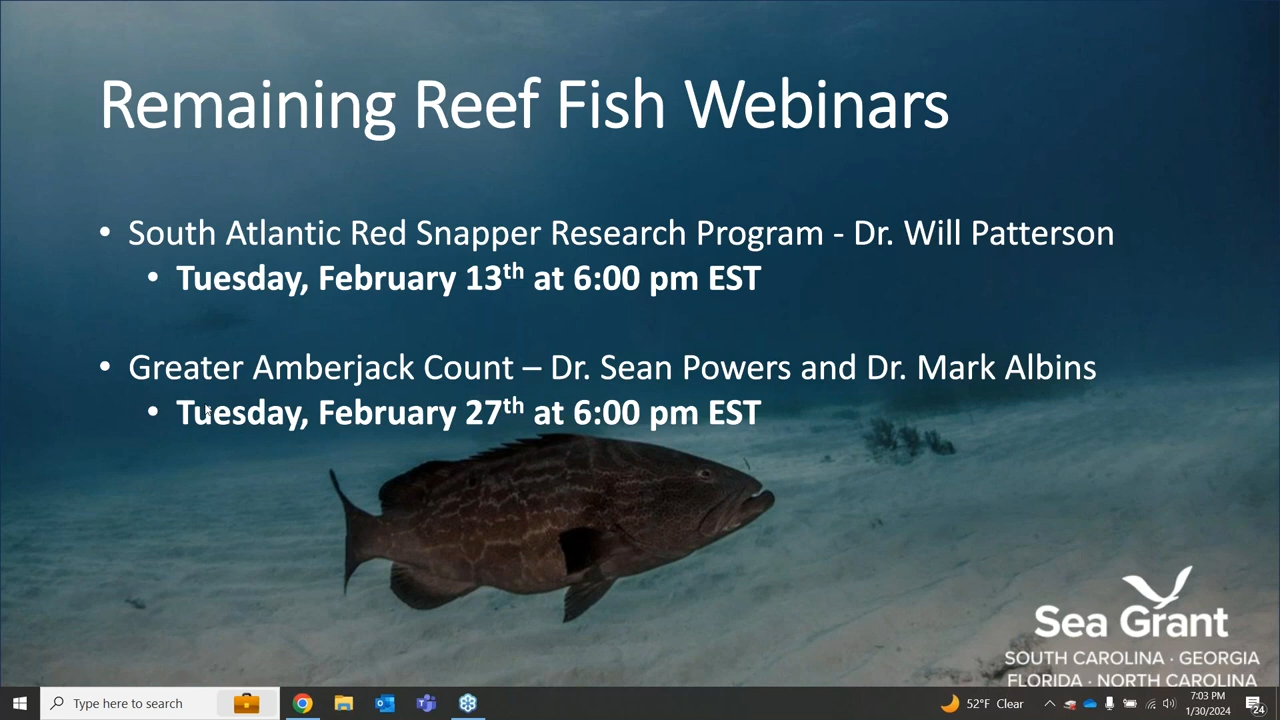 Remaining Reef Fish Webinars
• South Atlantic Red Snapper Research Program - Dr. Will Patterson
• Tuesday, February 13th at 6:00 pm EST
• Greater Amberjack Count – Dr. Sean Powers and Dr. Mark Albins
• Tuesday, February 27th at 6:00 pm EST
Sea Grant
SOUTH CAROLINA · GEORGIA
FLORIDA · NORTH CAROLINA
Type here to search
52°F Clear
7:03 PM
1/30/2024
24